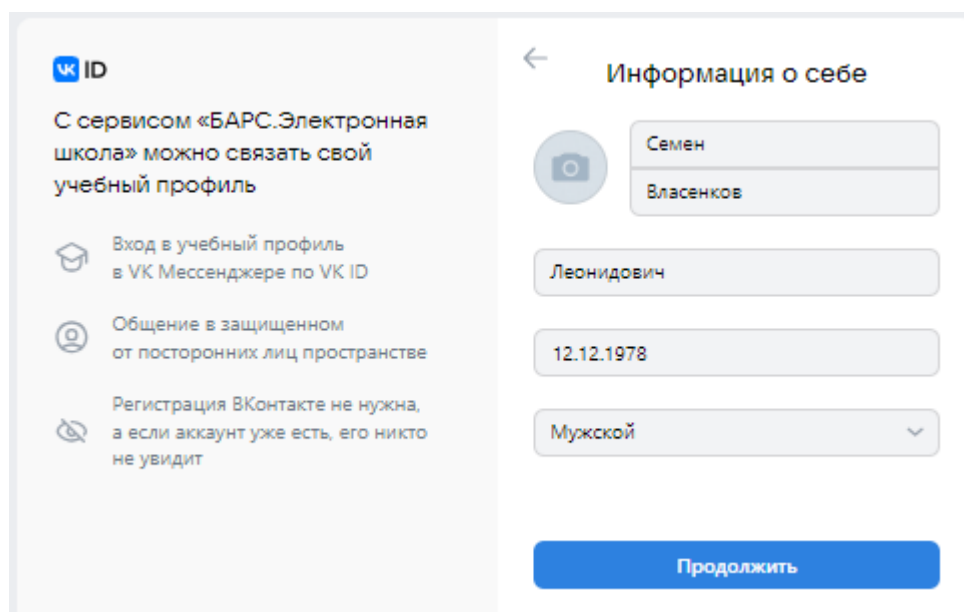 VK ID
С сервисом «БАРС.Электронная
школа» можно связать свой
учебный профиль
Вход в учебный профиль
в VK Мессенджере по VK ID
Общение в защищенном
от посторонних лиц пространстве
Регистрация ВКонтакте не нужна,
а если аккаунт уже есть, его никто
не увидит
Информация о себе
Семен
Власенков
Леонидович
12.12.1978
Мужской
Продолжить